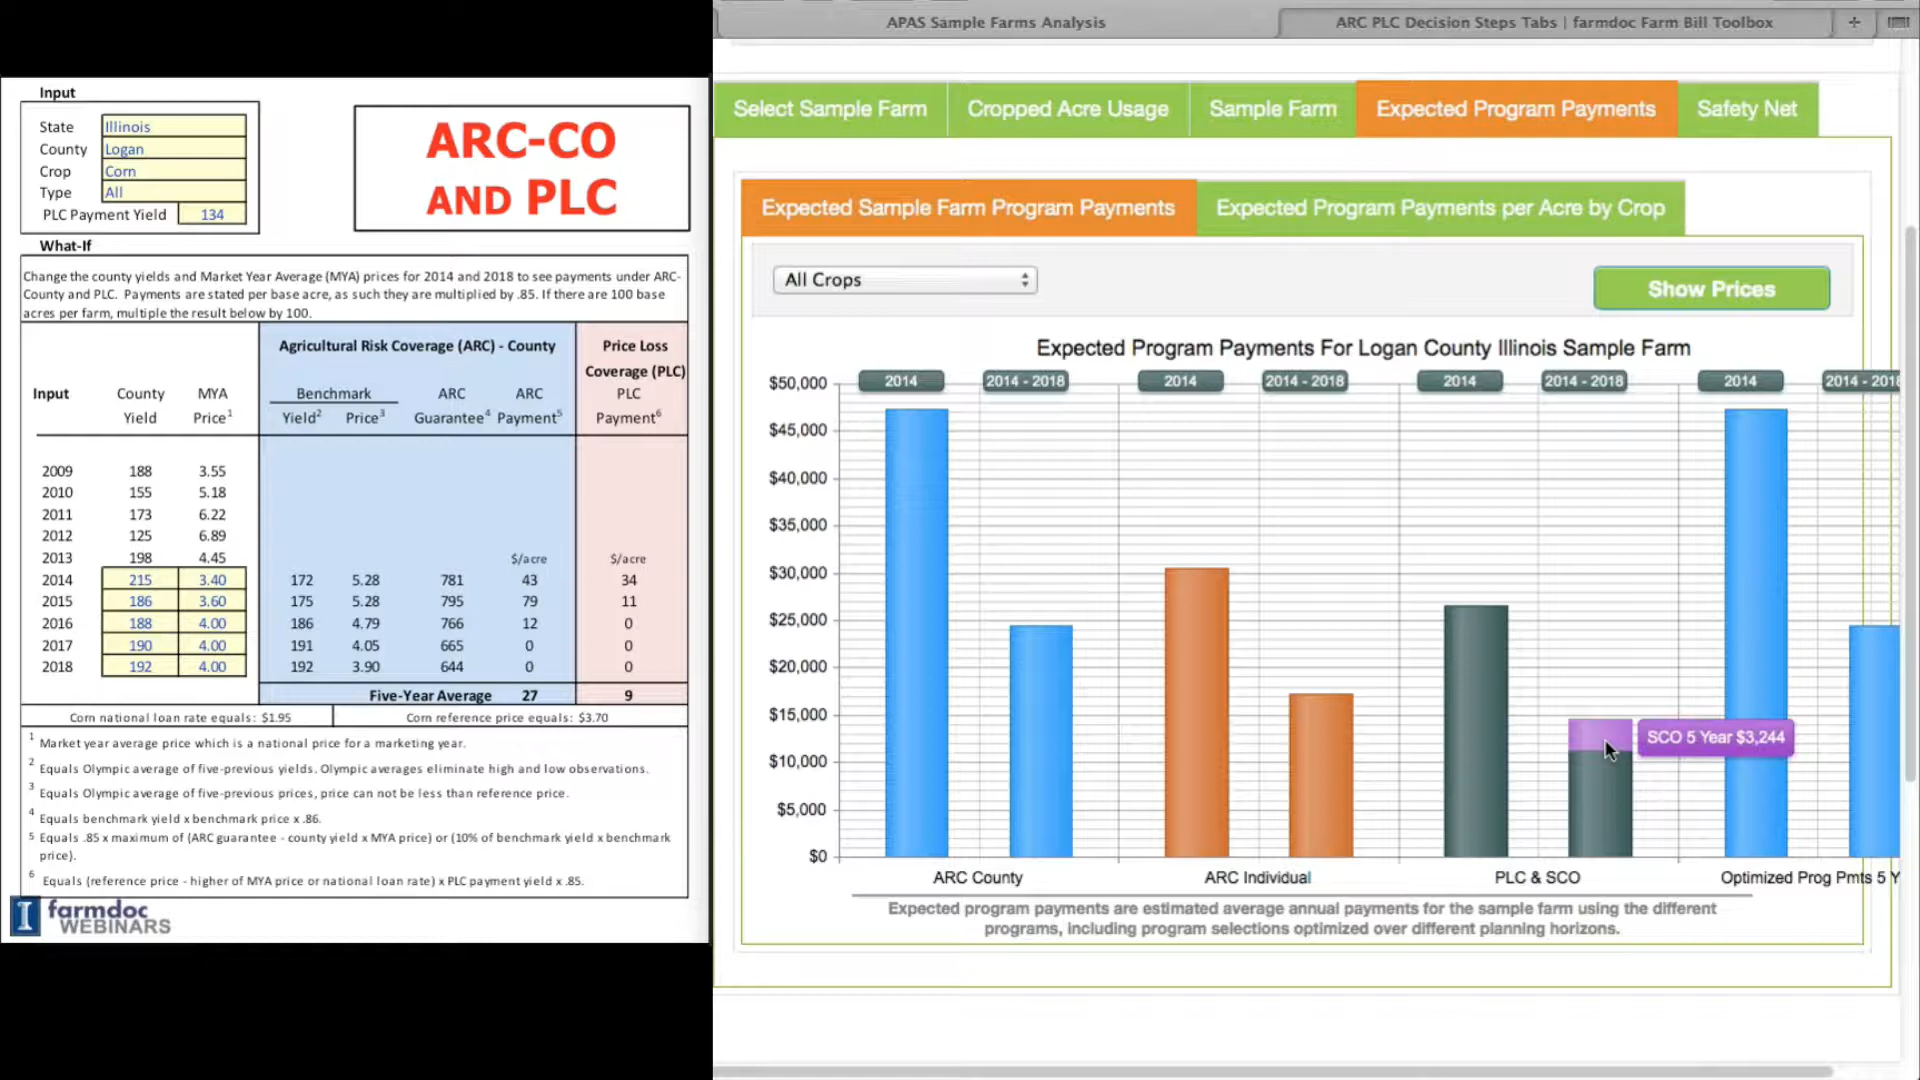 APAS Sample Farms Analysis
ARC PLC Decision Steps Tabs | farmdoc Farm Bill Toolbox
+
Input
State Illinois
County Logan
Crop Corn
Type All
PLC Payment Yield 134
ARC-CO
AND PLC
What-If
Change the county yields and Market Year Average (MYA) prices for 2014 and 2018 to see payments under ARC-
County and PLC. Payments are stated per base acre, as such they are multiplied by .85. If there are 100 base
acres per farm, multiple the result below by 100.
Agricultural Risk Coverage (ARC) - County Price Loss
Coverage (PLC)
Input County MYA Benchmark ARC ARC PLC
Yield Price1 Yield2 Price3 Guarantee4 Payment5 Payment6
2009 188 3.55
2010 155 5.18
2011 173 6.22
2012 125 6.89
2013 198 4.45 $/acre $/acre
2014 215 3.40 172 5.28 781 43 34
2015 186 3.60 175 5.28 795 79 11
2016 188 4.00 186 4.79 766 12 0
2017 190 4.00 191 4.05 665 0 0
2018 192 4.00 192 3.90 644 0 0
Five-Year Average 27 9
Corn national loan rate equals: $1.95 Corn reference price equals: $3.70
1 Market year average price which is a national price for a marketing year.
2 Equals Olympic average of five-previous yields. Olympic averages eliminate high and low observations.
3 Equals Olympic average of five-previous prices, price can not be less than reference price.
4 Equals benchmark yield x benchmark price x .86.
5 Equals .85 x maximum of (ARC guarantee - county yield x MYA price) or (10% of benchmark yield x benchmark
price).
6 Equals (reference price - higher of MYA price or national loan rate) x PLC payment yield x .85.
I farmdoc
WEBINARS
Select Sample Farm Cropped Acre Usage Sample Farm Expected Program Payments Safety Net
Expected Sample Farm Program Payments Expected Program Payments per Acre by Crop
All Crops Show Prices
Expected Program Payments For Logan County Illinois Sample Farm
2014 2014 - 2018 2014 2014 - 2018 2014 2014 - 2018 2014 2014 - 2018
$50,000
$45,000
$40,000
$35,000
$30,000
$25,000
$20,000
$15,000
$10,000
$5,000
$0
SCO 5 Year $3,244
ARC County ARC Individual PLC & SCO Optimized Prog Pmts 5 Y
Expected program payments are estimated average annual payments for the sample farm using the different
programs, including program selections optimized over different planning horizons.